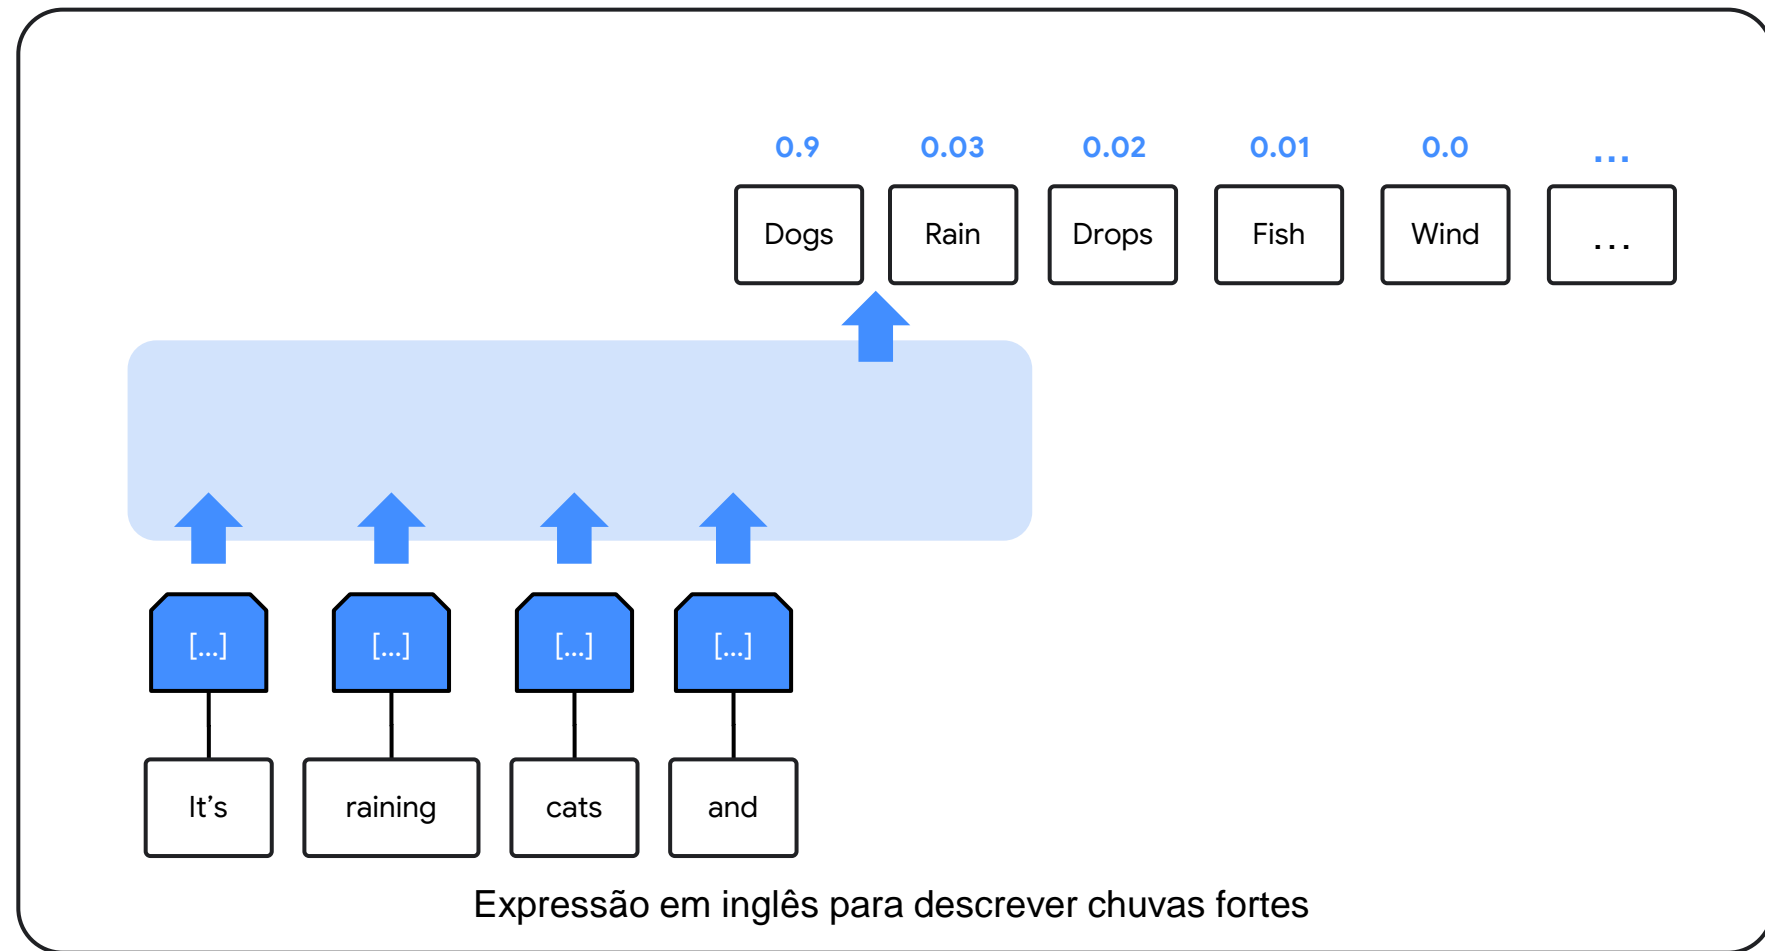 0.9 0.03 0.02 0.01 0.0 ...
Dogs Rain Drops Fish Wind ...
[...] [...] [...] [...]
It’s raining cats and
Expressão em inglês para descrever chuvas fortes